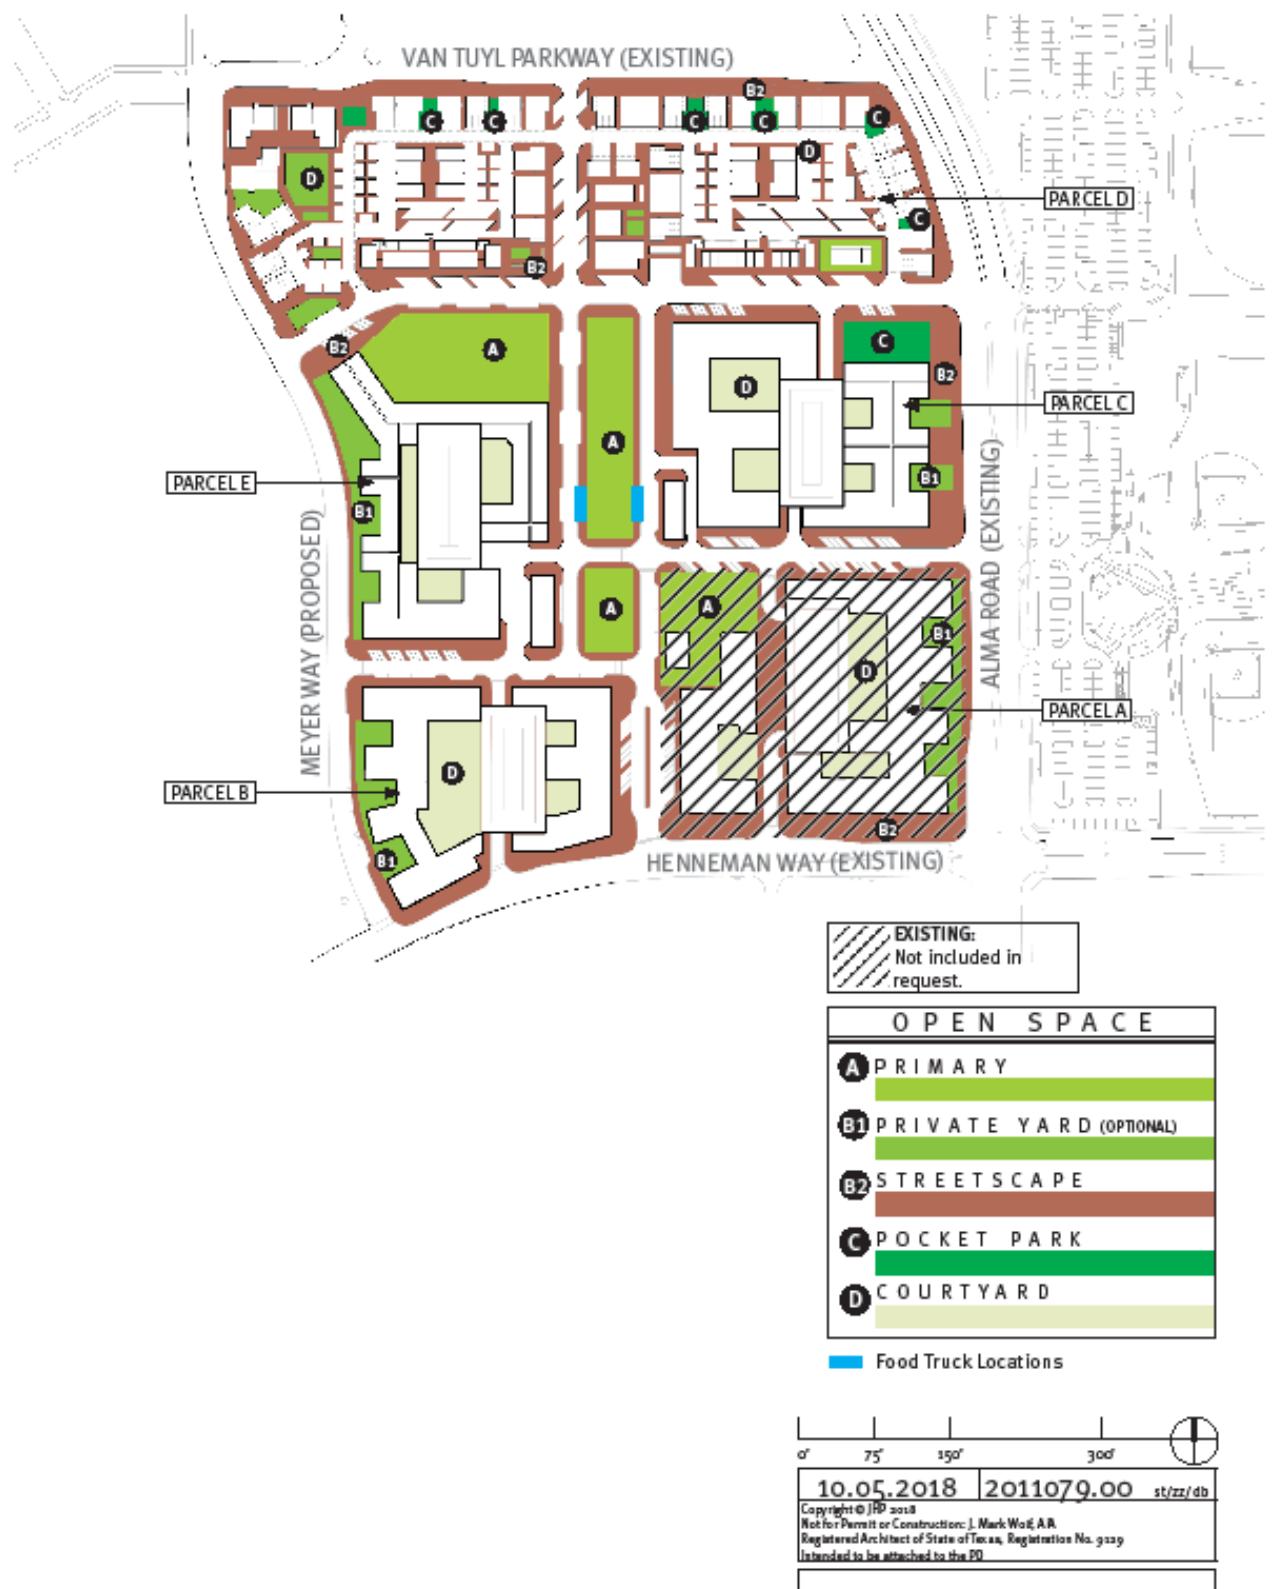 VAN TUYL PARKWAY (EXISTING)
B2
C
C
C
C
C
D
D
PARCEL D
C
B2
B2
A
C
D
B2
PARCEL C
A
PARCEL E
B1
B1
MEYER WAY (PROPOSED)
ALMA ROAD (EXISTING)
A
A
B1
D
PARCEL A
D
PARCEL B
B2
B1
HENNEMAN WAY (EXISTING)
EXISTING:
Not included in
request.
OPEN SPACE
A PRIMARY
B1 PRIVATE YARD (OPTIONAL)
B2 STREETSCAPE
C POCKET PARK
D COURTYARD
Food Truck Locations
0' 75' 150' 300'
10.05.2018 2011079.00 st/zz/db
Copyright © JHP 2018
Not for Permit or Construction: J. Mark Wolf, AIA
Registered Architect of State of Texas, Registration No. 9129
Intended to be attached to the PD